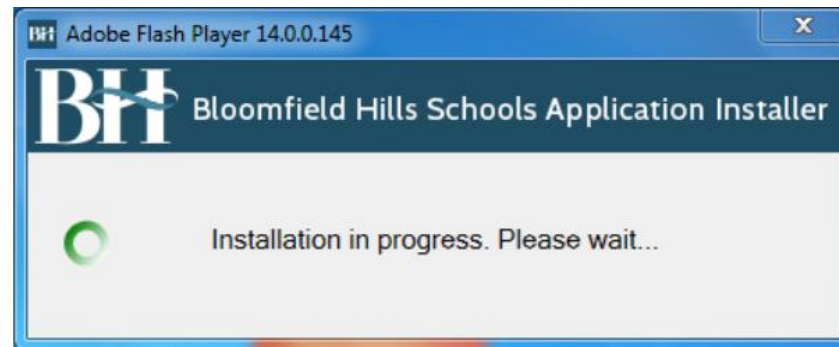 BH Adobe Flash Player 14.0.0.145
X
BH Bloomfield Hills Schools Application Installer
Installation in progress. Please wait...